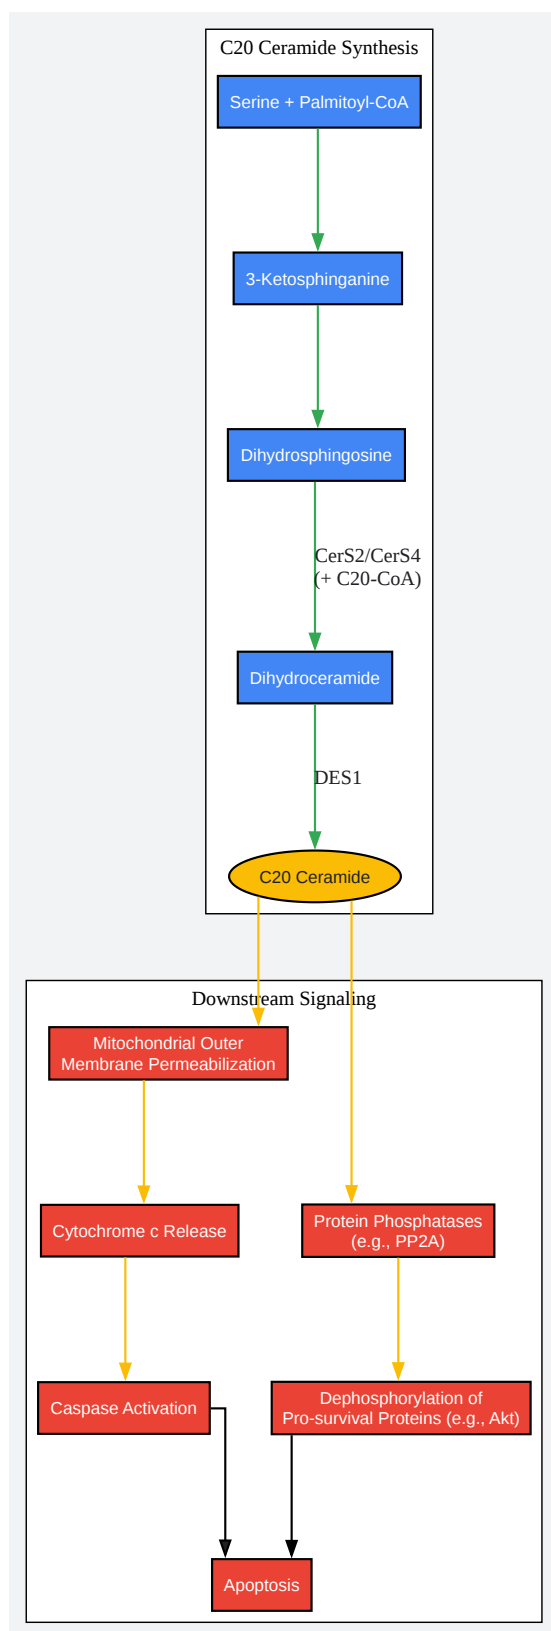 C20 Ceramide Synthesis
Serine + Palmitoyl-CoA
3-Ketosphinganine
Dihydrosphingosine
CerS2/CerS4
(+ C20-CoA)
Dihydroceramide
DES1
C20 Ceramide
Downstream Signaling
Mitochondrial Outer
Membrane Permeabilization
Cytochrome c Release
Protein Phosphatases
(e.g., PP2A)
Caspase Activation
Dephosphorylation of
Pro-survival Proteins (e.g., Akt)
Apoptosis